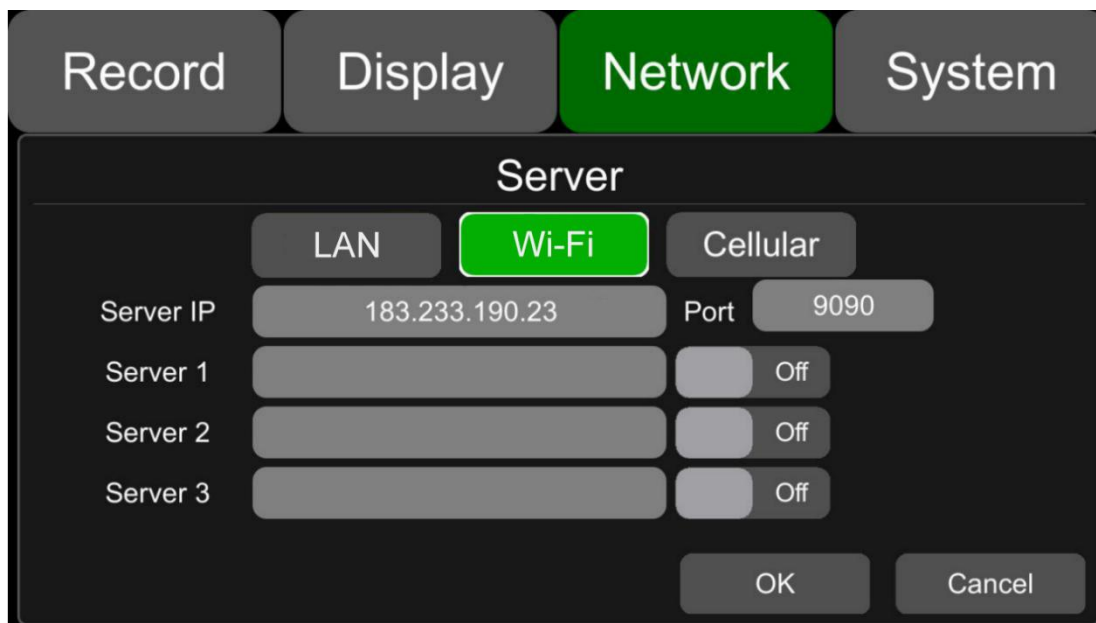 Record Display Network System
Server
LAN Wi-Fi Cellular
Server IP 183.233.190.23 Port 9090
Server 1 Off
Server 2 Off
Server 3 Off
OK Cancel